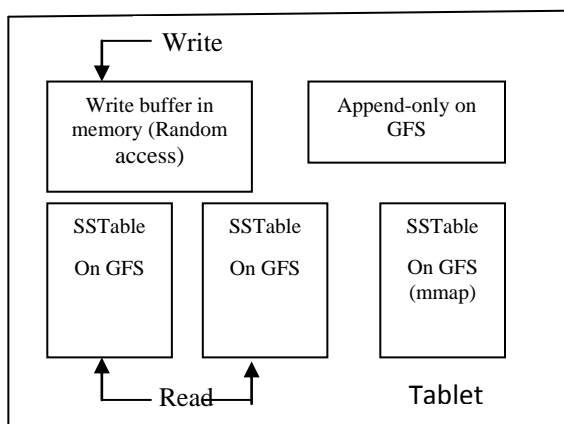 Write
Write buffer in
memory (Random
access)
Append-only on
GFS
SSTable
On GFS
SSTable
On GFS
SSTable
On GFS
(mmap)
Read
Tablet